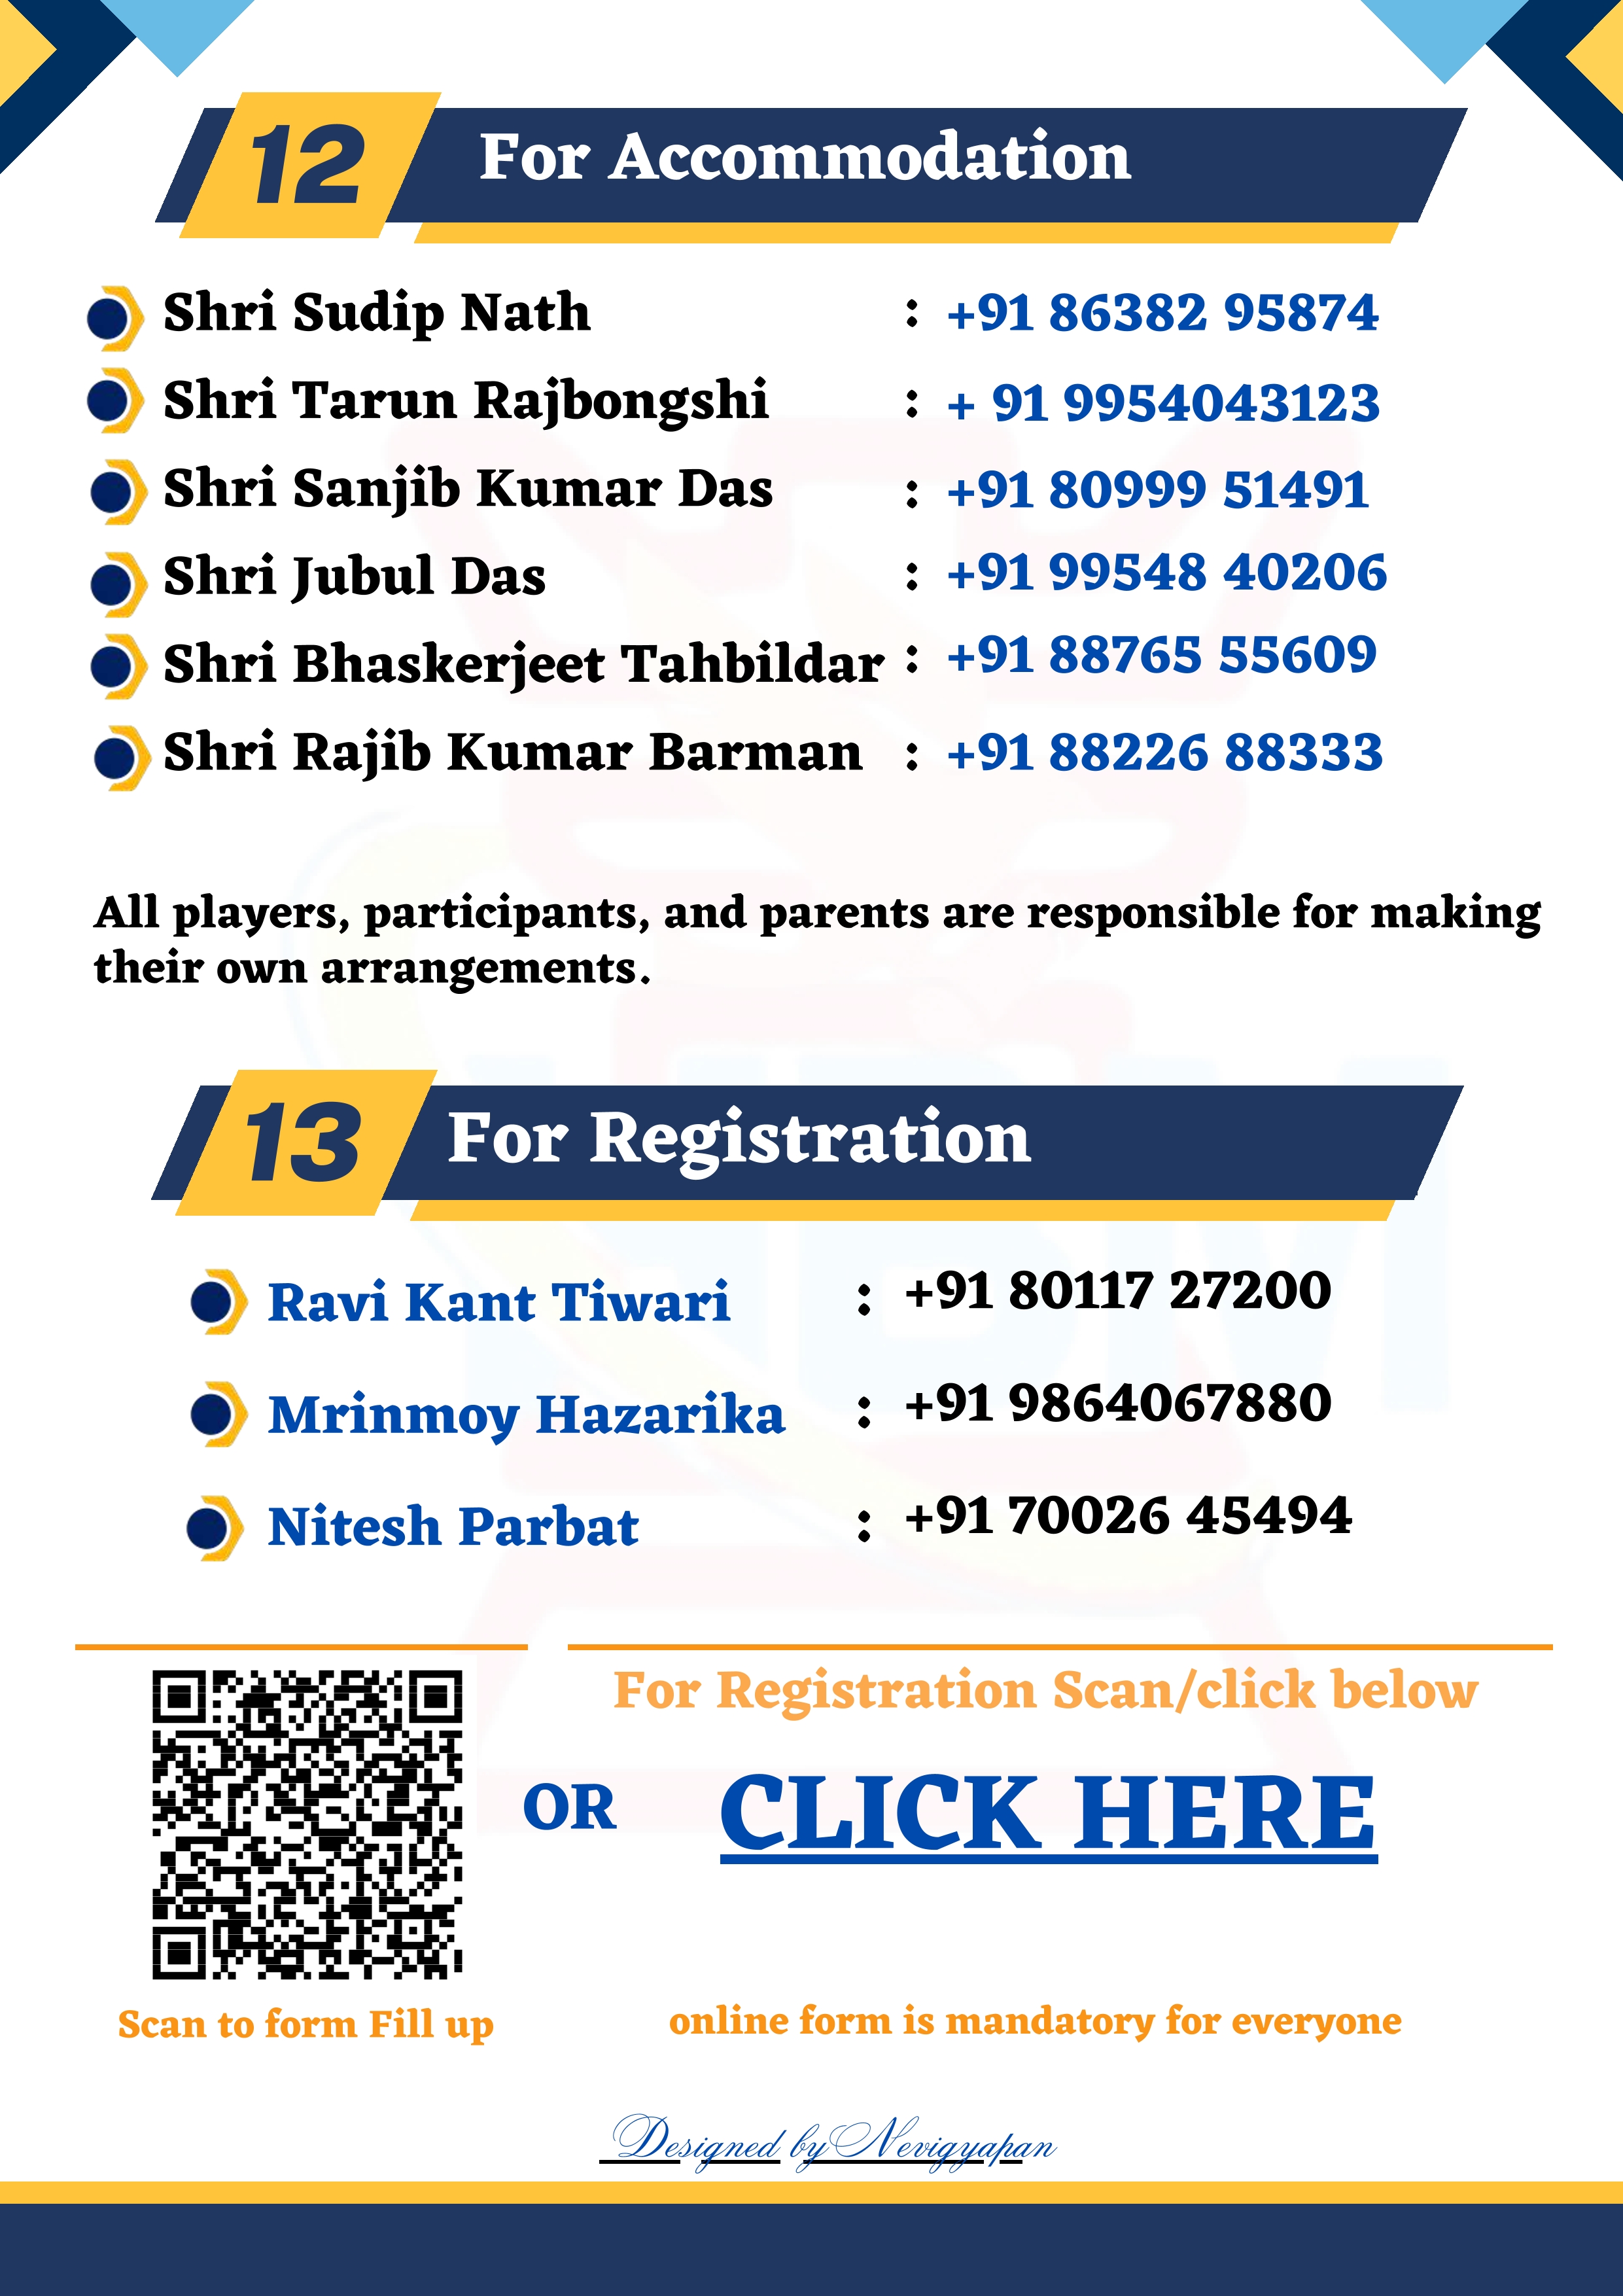 12 For Accommodation
Shri Sudip Nath : +91 86382 95874
Shri Tarun Rajbongshi : + 91 9954043123
Shri Sanjib Kumar Das : +91 80999 51491
Shri Jubul Das : +91 99548 40206
Shri Bhaskerjeet Tahbildar : +91 88765 55609
Shri Rajib Kumar Barman : +91 88226 88333
All players, participants, and parents are responsible for making
their own arrangements.
13 For Registration
Ravi Kant Tiwari : +91 80117 27200
Mrinmoy Hazarika : +91 9864067880
Nitesh Parbat : +91 70026 45494
For Registration Scan/click below
OR CLICK HERE
Scan to form Fill up
online form is mandatory for everyone
Designed by Nevigyapan